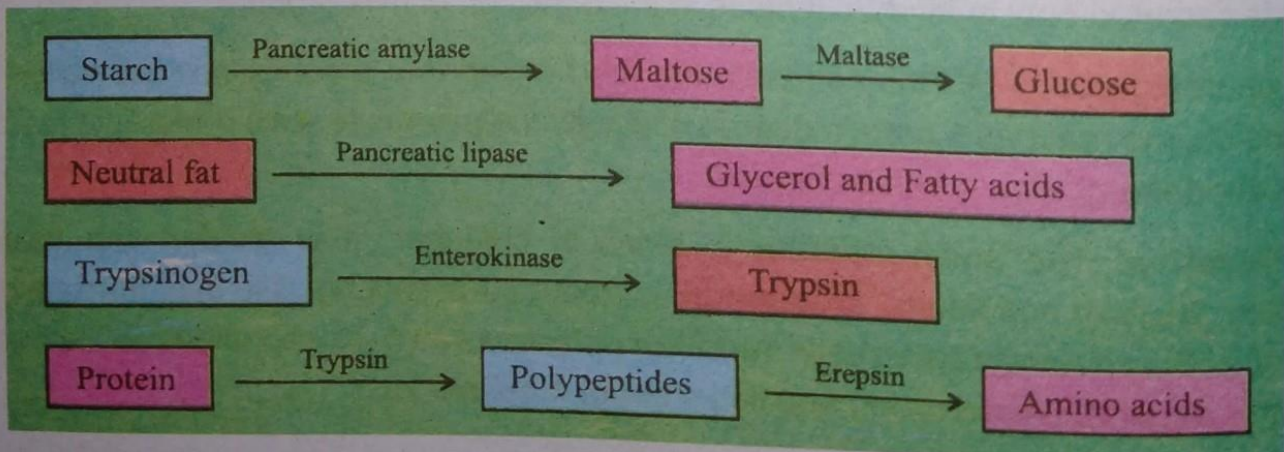 Starch Pancreatic amylase Maltose Maltase Glucose
Neutral fat Pancreatic lipase Glycerol and Fatty acids
Trypsinogen Enterokinase Trypsin
Protein Trypsin Polypeptides Erepsin Amino acids